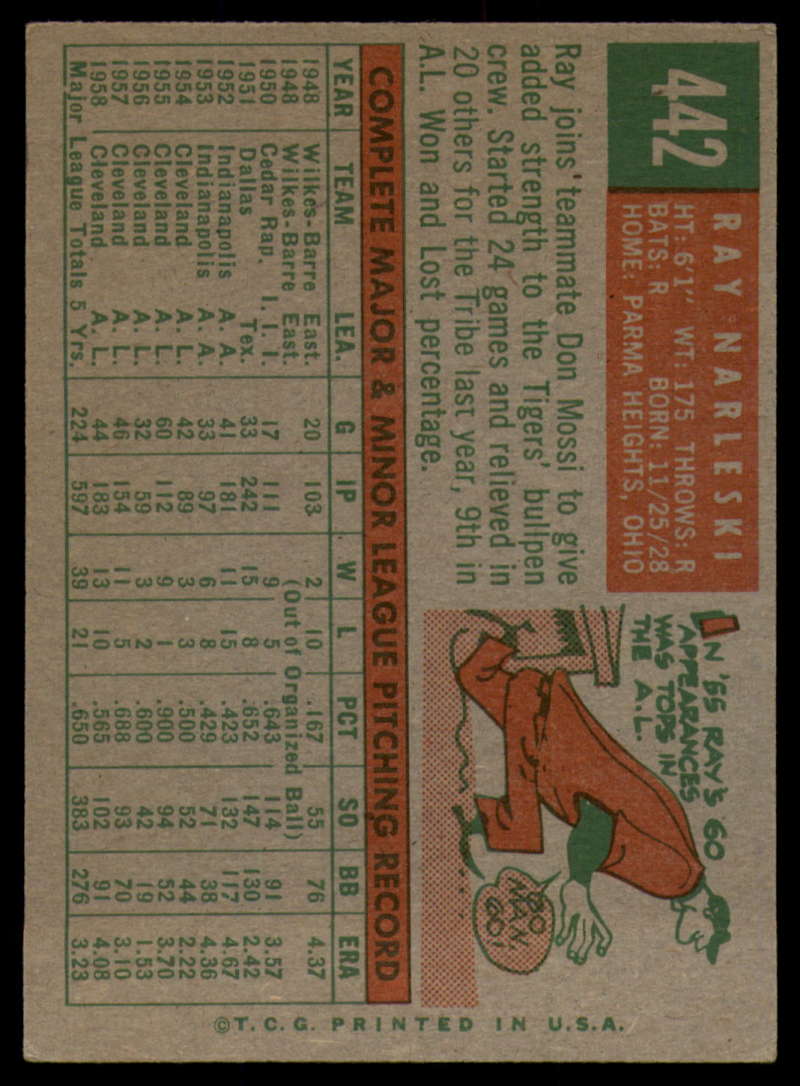 442
RAY NARLESKI
HT: 6'1" WT: 175 THROWS: R
BATS: R BORN: 11/25/28
HOME: PARMA HEIGHTS, OHIO
Ray joins teammate Don Mossi to give
added strength to the Tigers' bullpen
crew. Started 24 games and relieved in
20 others for the Tribe last year, 9th in
A.L. Won and Lost percentage.
IN '55 RAY'S 60
APPEARANCES
WAS TOPS IN
THE A.L.
GO
MAN,
GO!
COMPLETE MAJOR & MINOR LEAGUE PITCHING RECORD
YEAR TEAM LEA. G IP W L PCT SO BB ERA
1948 Wilkes-Barre East. 20 103 2 10 .167 55 76 4.37
1948 Wilkes-Barre East. (Out of Organized Ball)
1950 Cedar Rap. I. I. I. 17 111 9 5 .643 114 91 3.57
1951 Dallas Tex. 33 242 15 8 .652 147 130 2.42
1952 Indianapolis A. A. 41 181 11 15 .423 132 117 4.67
1953 Indianapolis A. A. 33 97 6 8 .429 71 38 4.36
1954 Cleveland A. L. 42 89 3 3 .500 52 44 2.22
1955 Cleveland A. L. 60 112 9 1 .900 94 52 3.70
1956 Cleveland A. L. 32 59 3 2 .600 42 19 1.53
1957 Cleveland A. L. 46 154 11 5 .688 93 70 3.10
1958 Cleveland A. L. 44 183 13 10 .565 102 91 4.08
Major League Totals 5 Yrs. 224 597 39 21 .650 383 276 3.23
©T.C.G. PRINTED IN U.S.A.